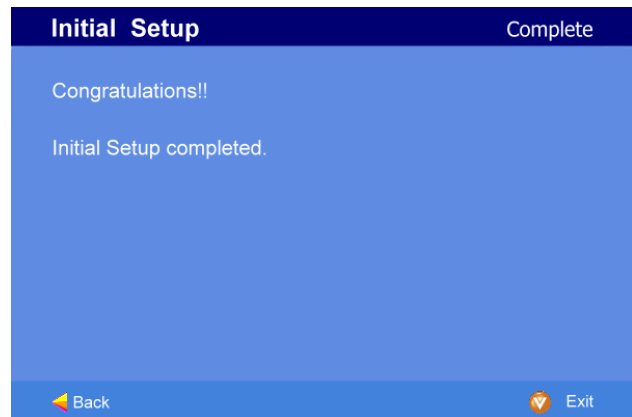 Initial Setup
Complete
Congratulations!!
Initial Setup completed.
Back
Exit